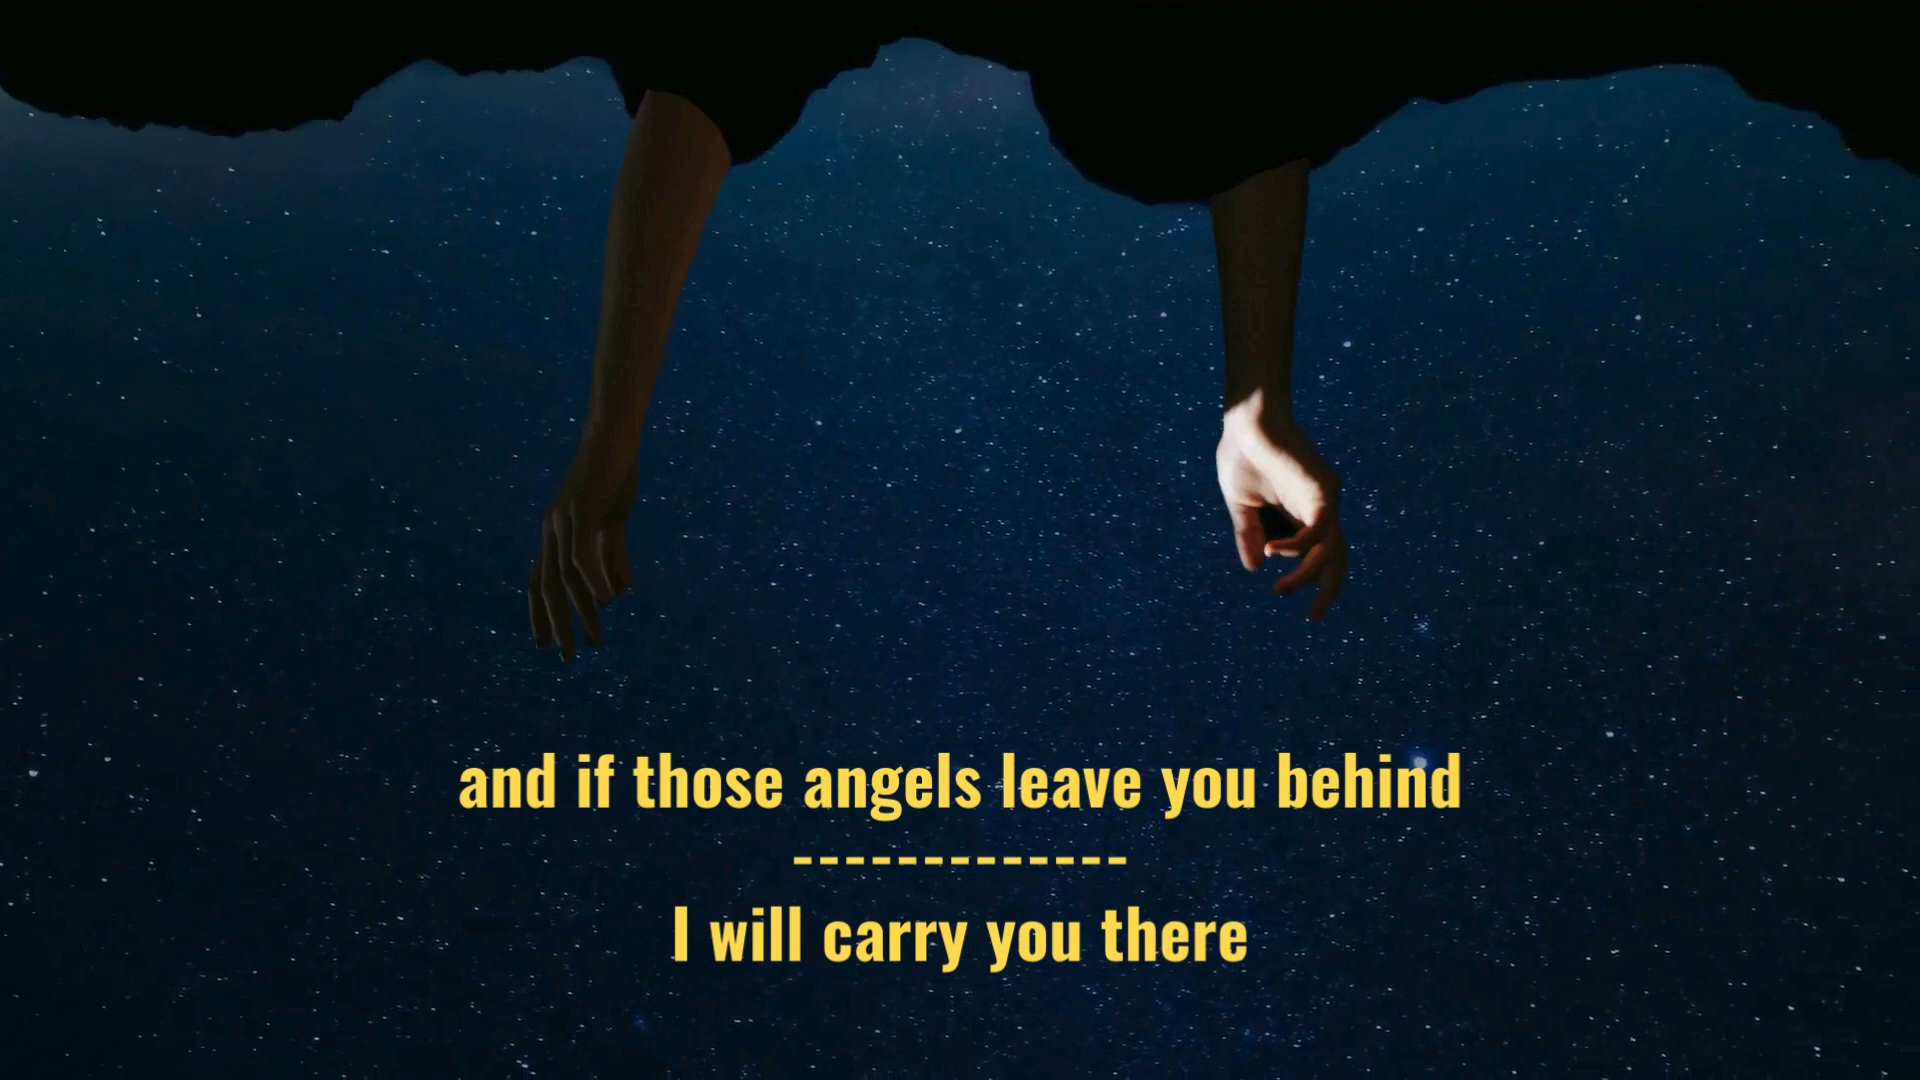 and if those angels leave you behind
-------------
I will carry you there